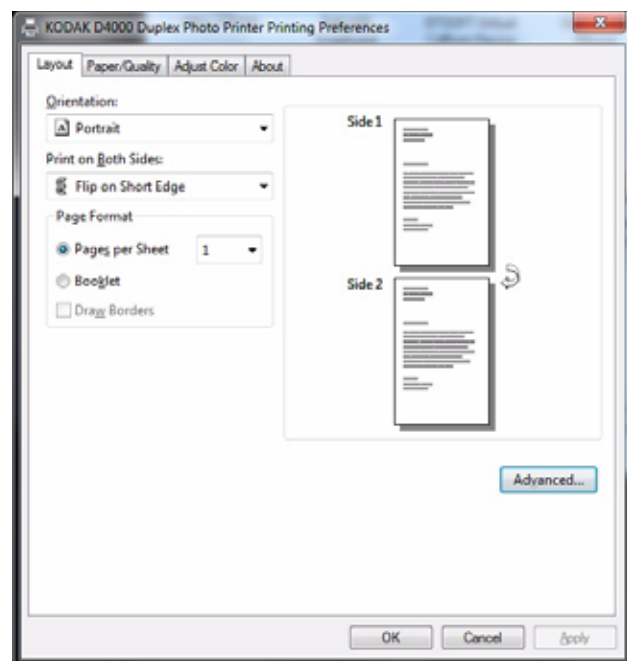 KODAK D4000 Duplex Photo Printer Printing Preferences
Layout Paper/Quality Adjust Color About
Orientation:
Portrait
Print on Both Sides:
Flip on Short Edge
Page Format
Pages per Sheet 1
Booklet
Draw Borders
Side 1
Side 2
Advanced...
OK Cancel Apply